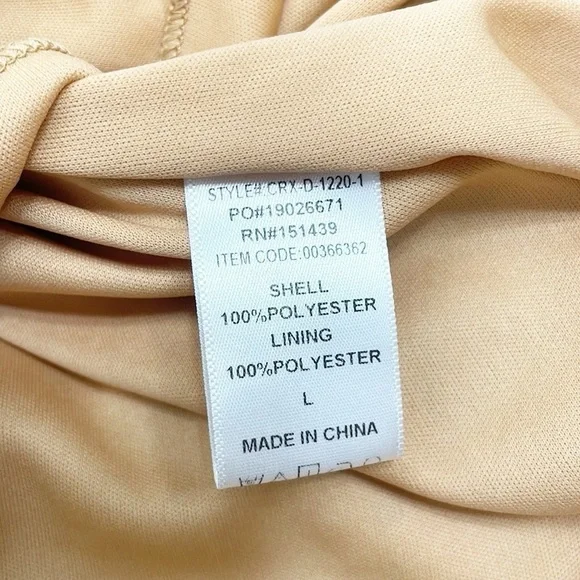 STYLE#:CRX-D-1220-1
PO#19026671
RN#151439
ITEM CODE:00366362
SHELL
100%POLYESTER
LINING
100%POLYESTER
L
MADE IN CHINA